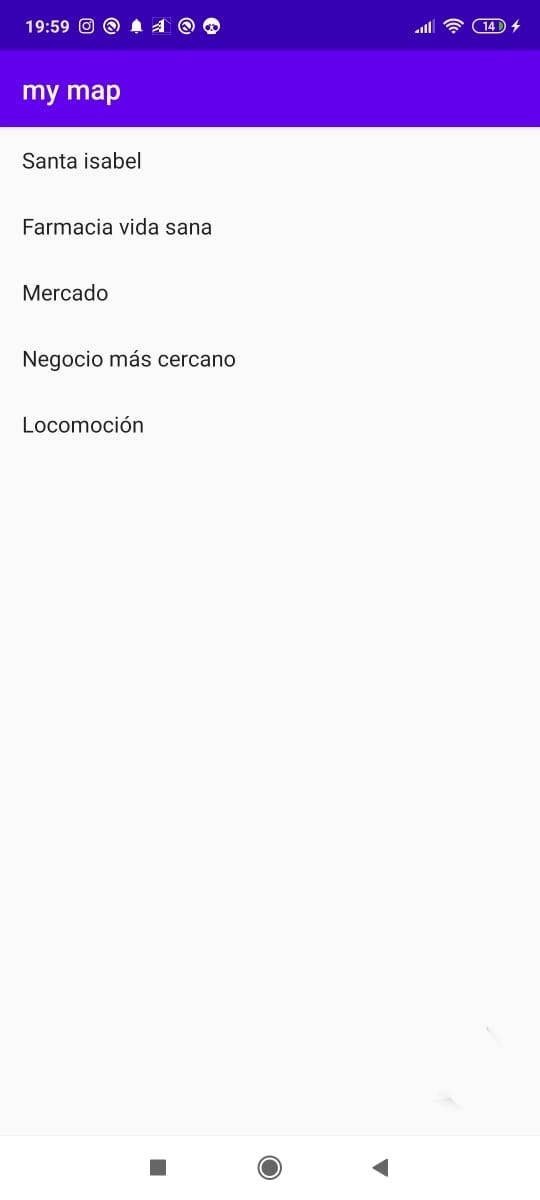 19:59
14
my map
Santa isabel
Farmacia vida sana
Mercado
Negocio más cercano
Locomoción